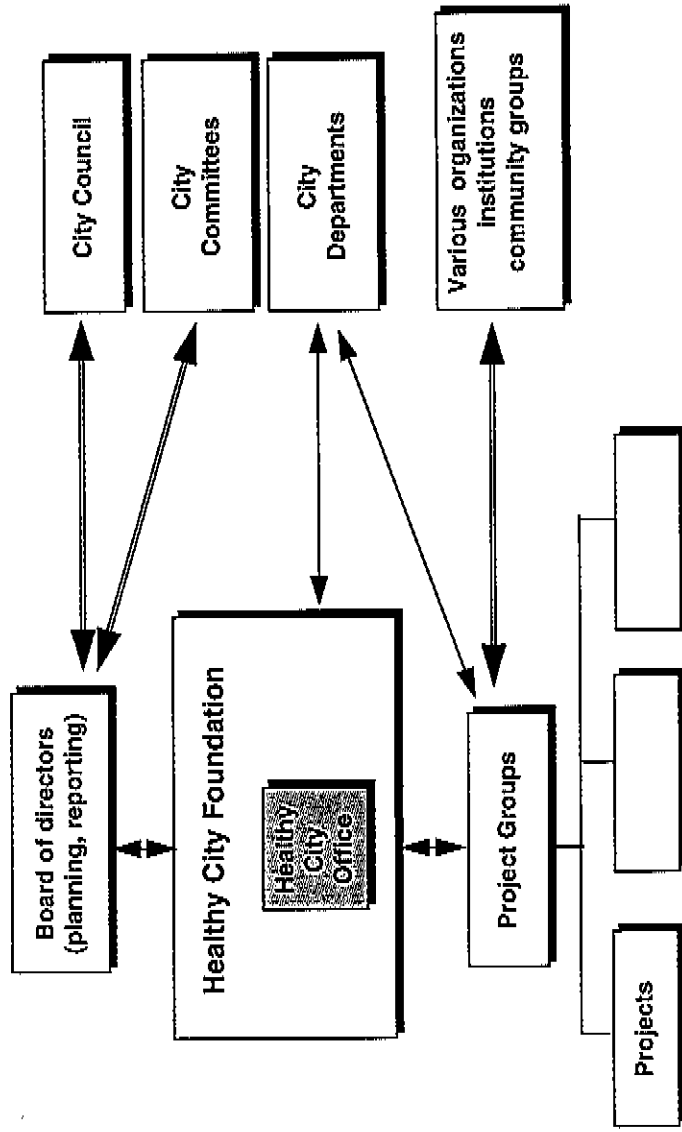 Board of directors
(planning, reporting)
City Council
City
Committees
Healthy City Foundation
Healthy
City
Office
City
Departments
Project Groups
Various organizations
institutions
community groups
Projects